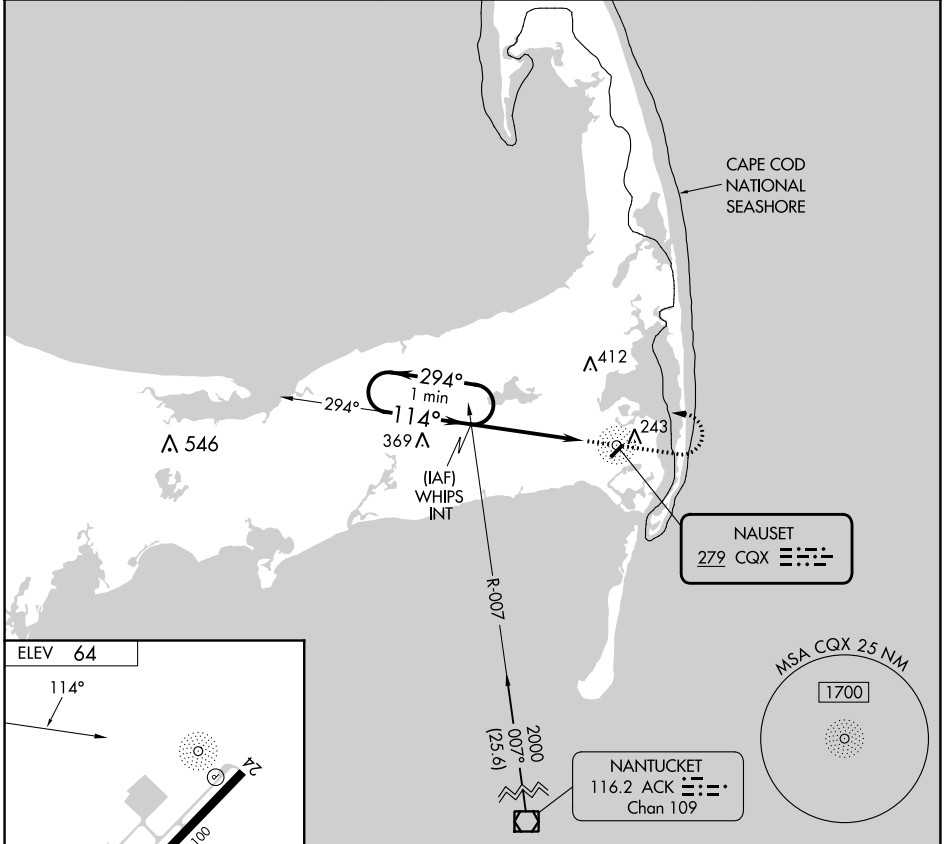 CAPE COD
NATIONAL
SEASHORE
412
294°
1 min
294°
114°
546
369
243
(IAF)
WHIPS
INT
NAUSET
279 CQX
R-007
ELEV 64
114°
MSA CQX 25 NM
1700
2000
007°
(25.6)
NANTUCKET
116.2 ACK
Chan 109
P
24
100